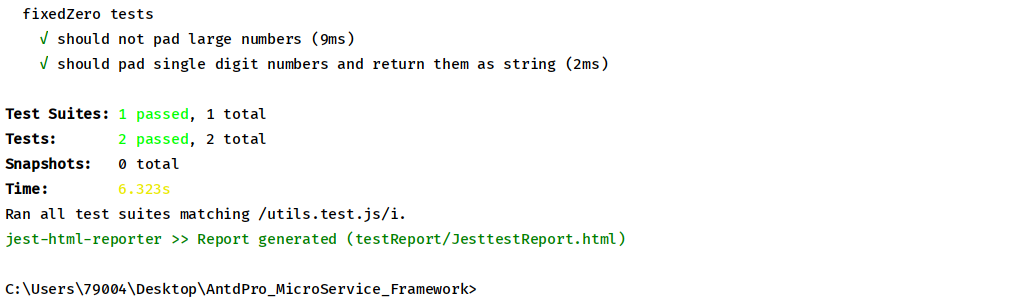 fixedZero tests
√ should not pad large numbers (9ms)
√ should pad single digit numbers and return them as string (2ms)
Test Suites: 1 passed, 1 total
Tests: 2 passed, 2 total
Snapshots: 0 total
Time: 6.323s
Ran all test suites matching /utils.test.js/i.
jest-html-reporter >> Report generated (testReport/JesttestReport.html)
C:\Users\79004\Desktop\AntdPro_MicroService_Framework>